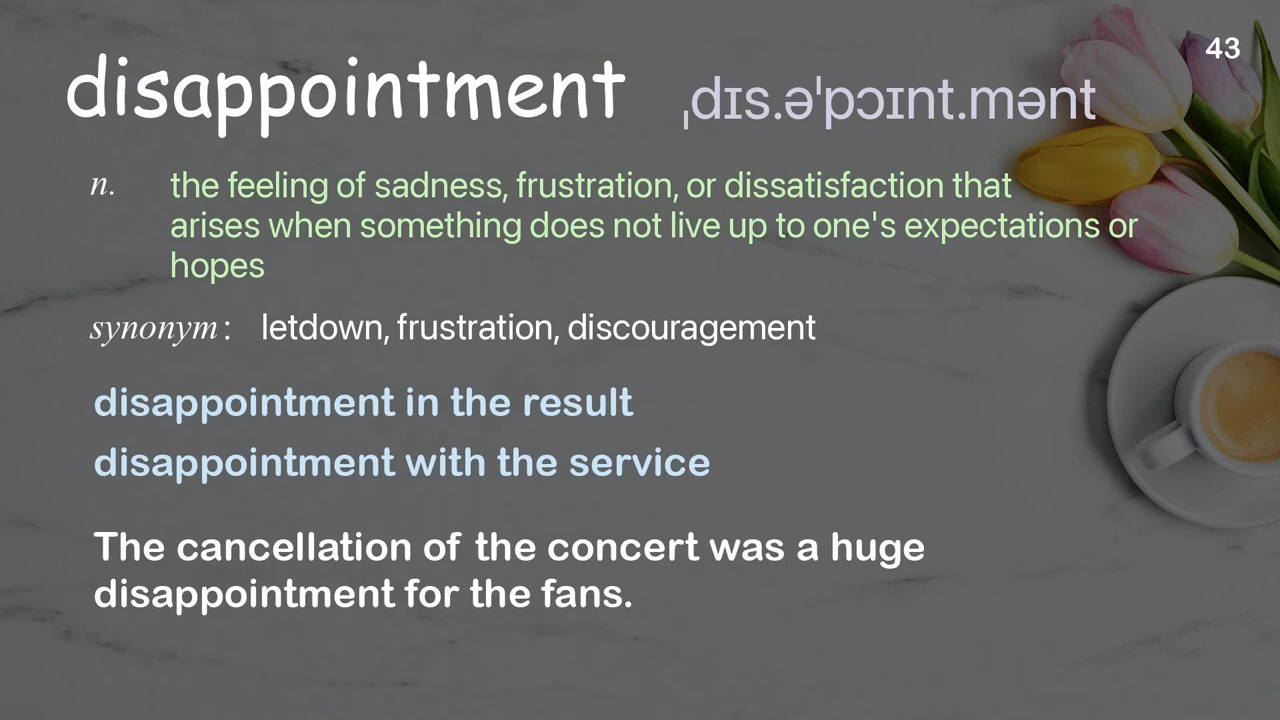 43
disappointment ˌdɪs.əˈpɔɪnt.mənt
n. the feeling of sadness, frustration, or dissatisfaction that
arises when something does not live up to one's expectations or
hopes
synonym: letdown, frustration, discouragement
disappointment in the result
disappointment with the service
The cancellation of the concert was a huge
disappointment for the fans.